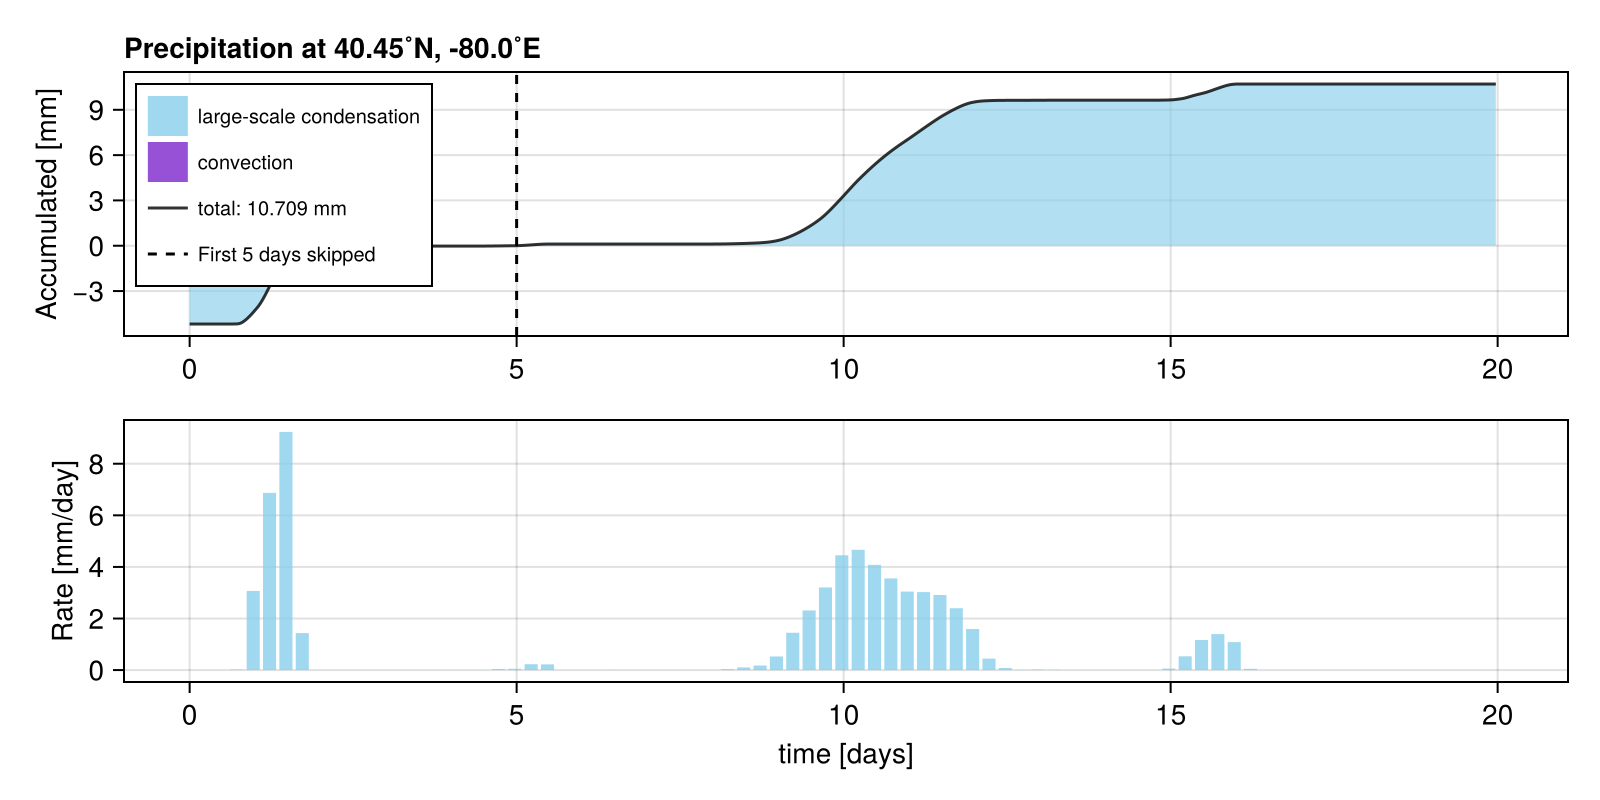 Precipitation at 40.45°N, -80.0°E
Accumulated [mm]
9
6
3
0
−3
large-scale condensation
convection
total: 10.709 mm
First 5 days skipped
0 5 10 15 20
Rate [mm/day]
8
6
4
2
0
0 5 10 15 20
time [days]